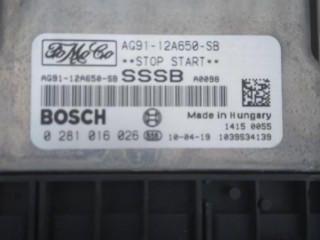 FoMoCo AG91-12A650-SB
**STOP START**
AG91-12A650-SB SSSB A0098
BOSCH Made in Hungary
1415 0055
0 281 016 026 10-04-19 1039S34139